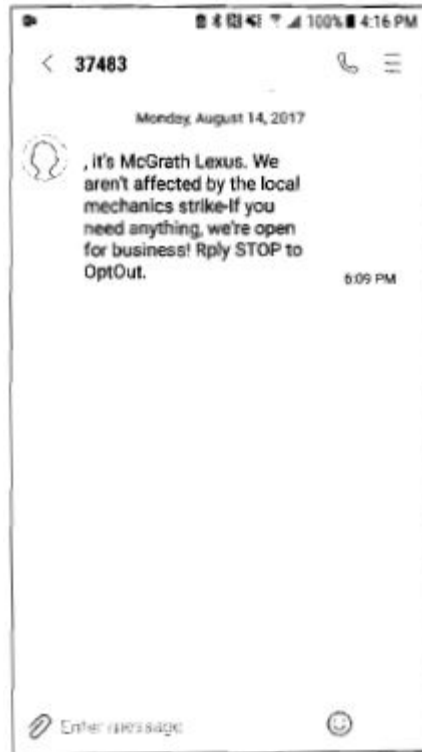 100% 4:16 PM
37483
Monday, August 14, 2017
, it's McGrath Lexus. We
aren't affected by the local
mechanics strike-If you
need anything, we're open
for business! Rply STOP to
OptOut.
6:09 PM
Enter message